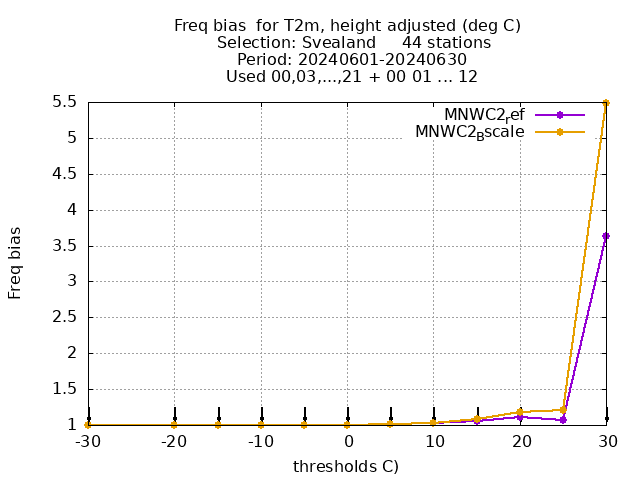 Freq bias  for T2m, height adjusted (deg C)
Selection: Svealand     44 stations
Period: 20240601-20240630
Used 00,03,...,21 + 00 01 ... 12
MNWC2ref
MNWC2Bscale
5.5
5
4.5
4
3.5
3
2.5
2
1.5
1
Freq bias
-30
-20
-10
0
10
20
30
thresholds C)